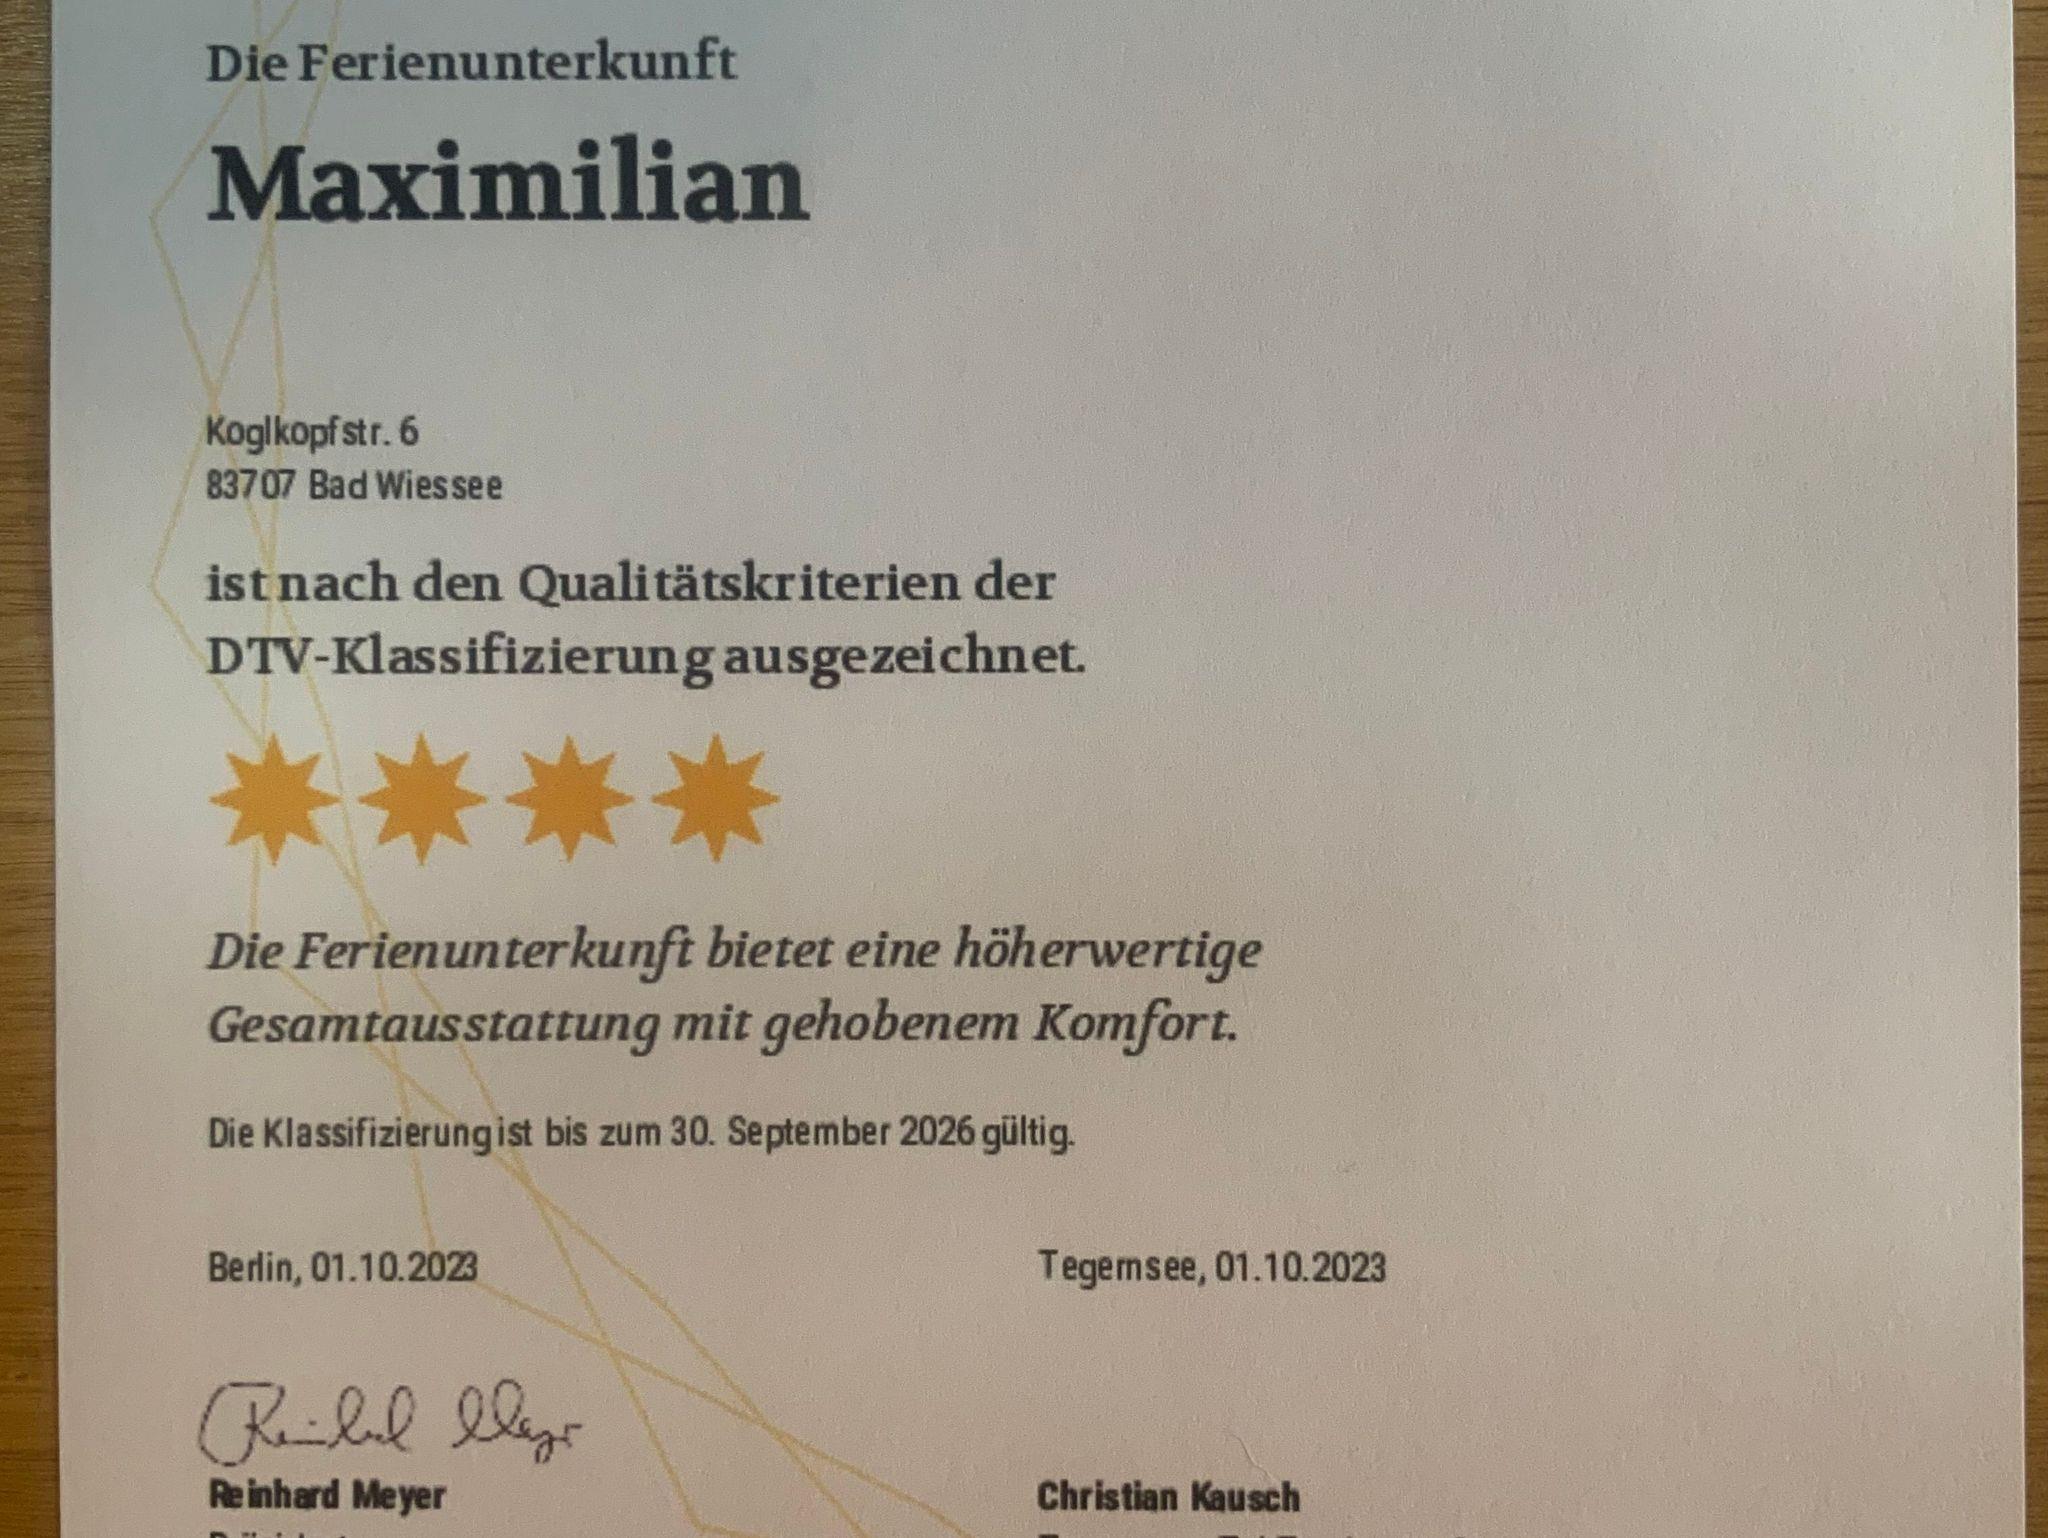 Die Ferienunterkunft
Maximilian
Koglkopfstr. 6
83707 Bad Wiessee
ist nach den Qualitätskriterien der
DTV-Klassifizierung ausgezeichnet.
Die Ferienunterkunft bietet eine höherwertige
Gesamtausstattung mit gehobenem Komfort.
Die Klassifizierung ist bis zum 30. September 2026 gültig.
Berlin, 01.10.2023
Tegernsee, 01.10.2023
Reinhard Meyer
Reinhard Meyer
Christian Kausch